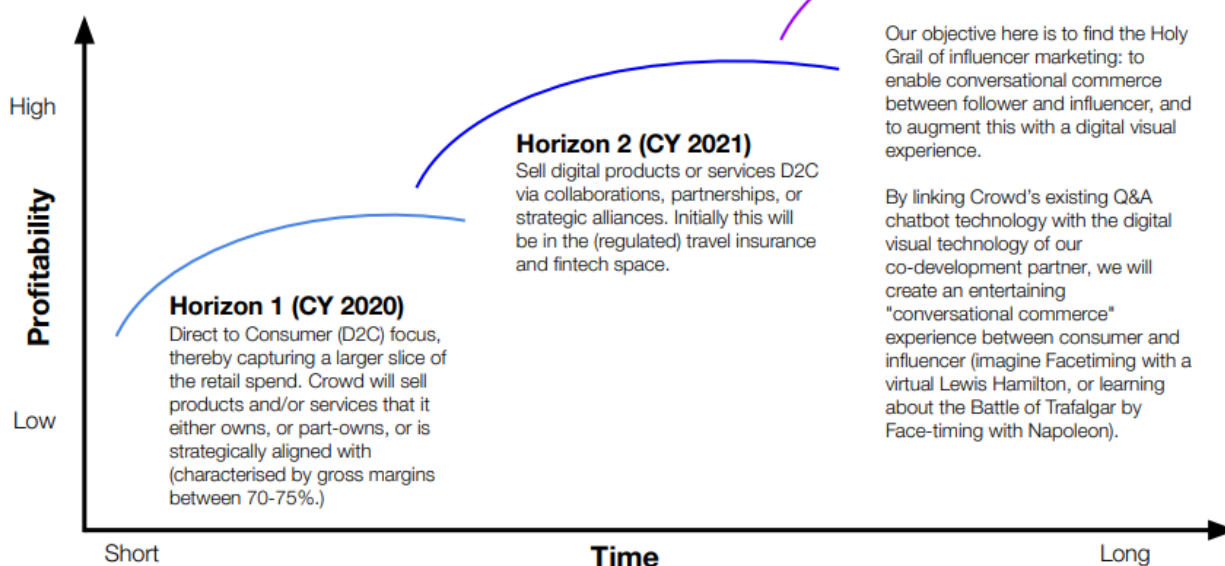 High
Profitability
Low
Horizon 1 (CY 2020)
Direct to Consumer (D2C) focus,
thereby capturing a larger slice of
the retail spend. Crowd will sell
products and/or services that it
either owns, or part-owns, or is
strategically aligned with
(characterised by gross margins
between 70-75%.)
Horizon 2 (CY 2021)
Sell digital products or services D2C
via collaborations, partnerships, or
strategic alliances. Initially this will
be in the (regulated) travel insurance
and fintech space.
Our objective here is to find the Holy
Grail of influencer marketing: to
enable conversational commerce
between follower and influencer, and
to augment this with a digital visual
experience.
By linking Crowd's existing Q&A
chatbot technology with the digital
visual technology of our
co-development partner, we will
create an entertaining
"conversational commerce"
experience between consumer and
influencer (imagine Facetiming with a
virtual Lewis Hamilton, or learning
about the Battle of Trafalgar by
Face-timing with Napoleon).
Short
Time
Long